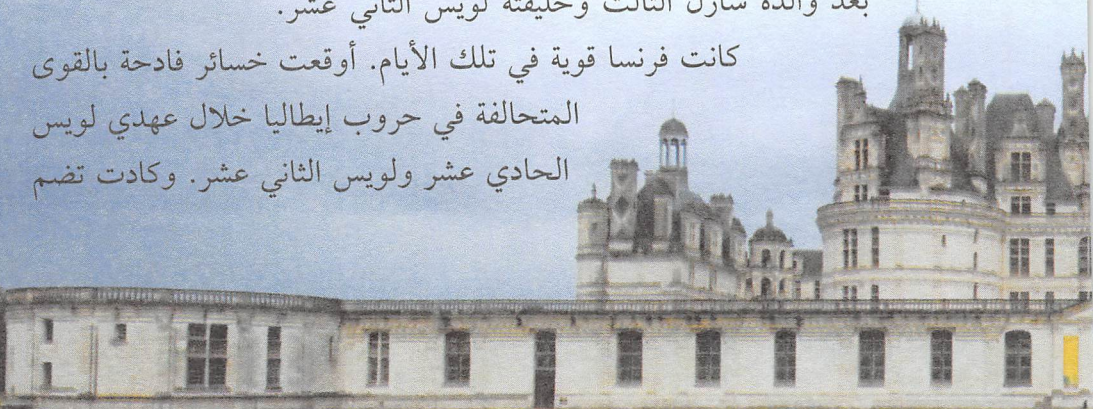 بعد والده شارل الثالث وخليفته لويس الثاني عشر.
كانت فرنسا قوية في تلك الأيام. أوقعت خسائر فادحة بالقوى
المتحالفة في حروب إيطاليا خلال عهدي لويس
الحادي عشر ولويس الثاني عشر. وكادت تضم